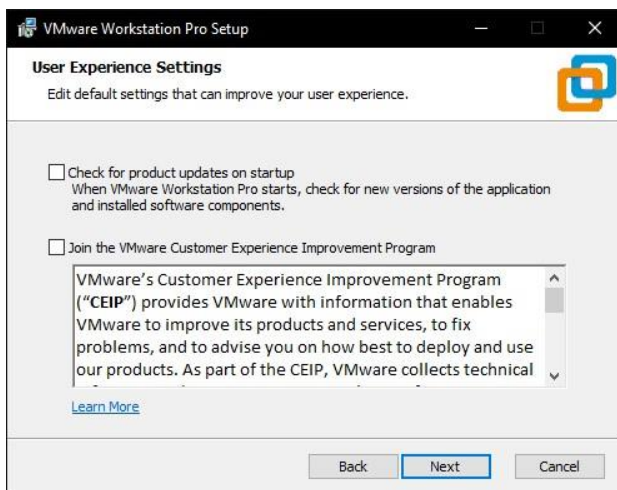 VMware Workstation Pro Setup
User Experience Settings
Edit default settings that can improve your user experience.
Check for product updates on startup
When VMware Workstation Pro starts, check for new versions of the application
and installed software components.
Join the VMware Customer Experience Improvement Program
VMware's Customer Experience Improvement Program
("CEIP") provides VMware with information that enables
VMware to improve its products and services, to fix
problems, and to advise you on how best to deploy and use
our products. As part of the CEIP, VMware collects technical
Learn More
Back Next Cancel